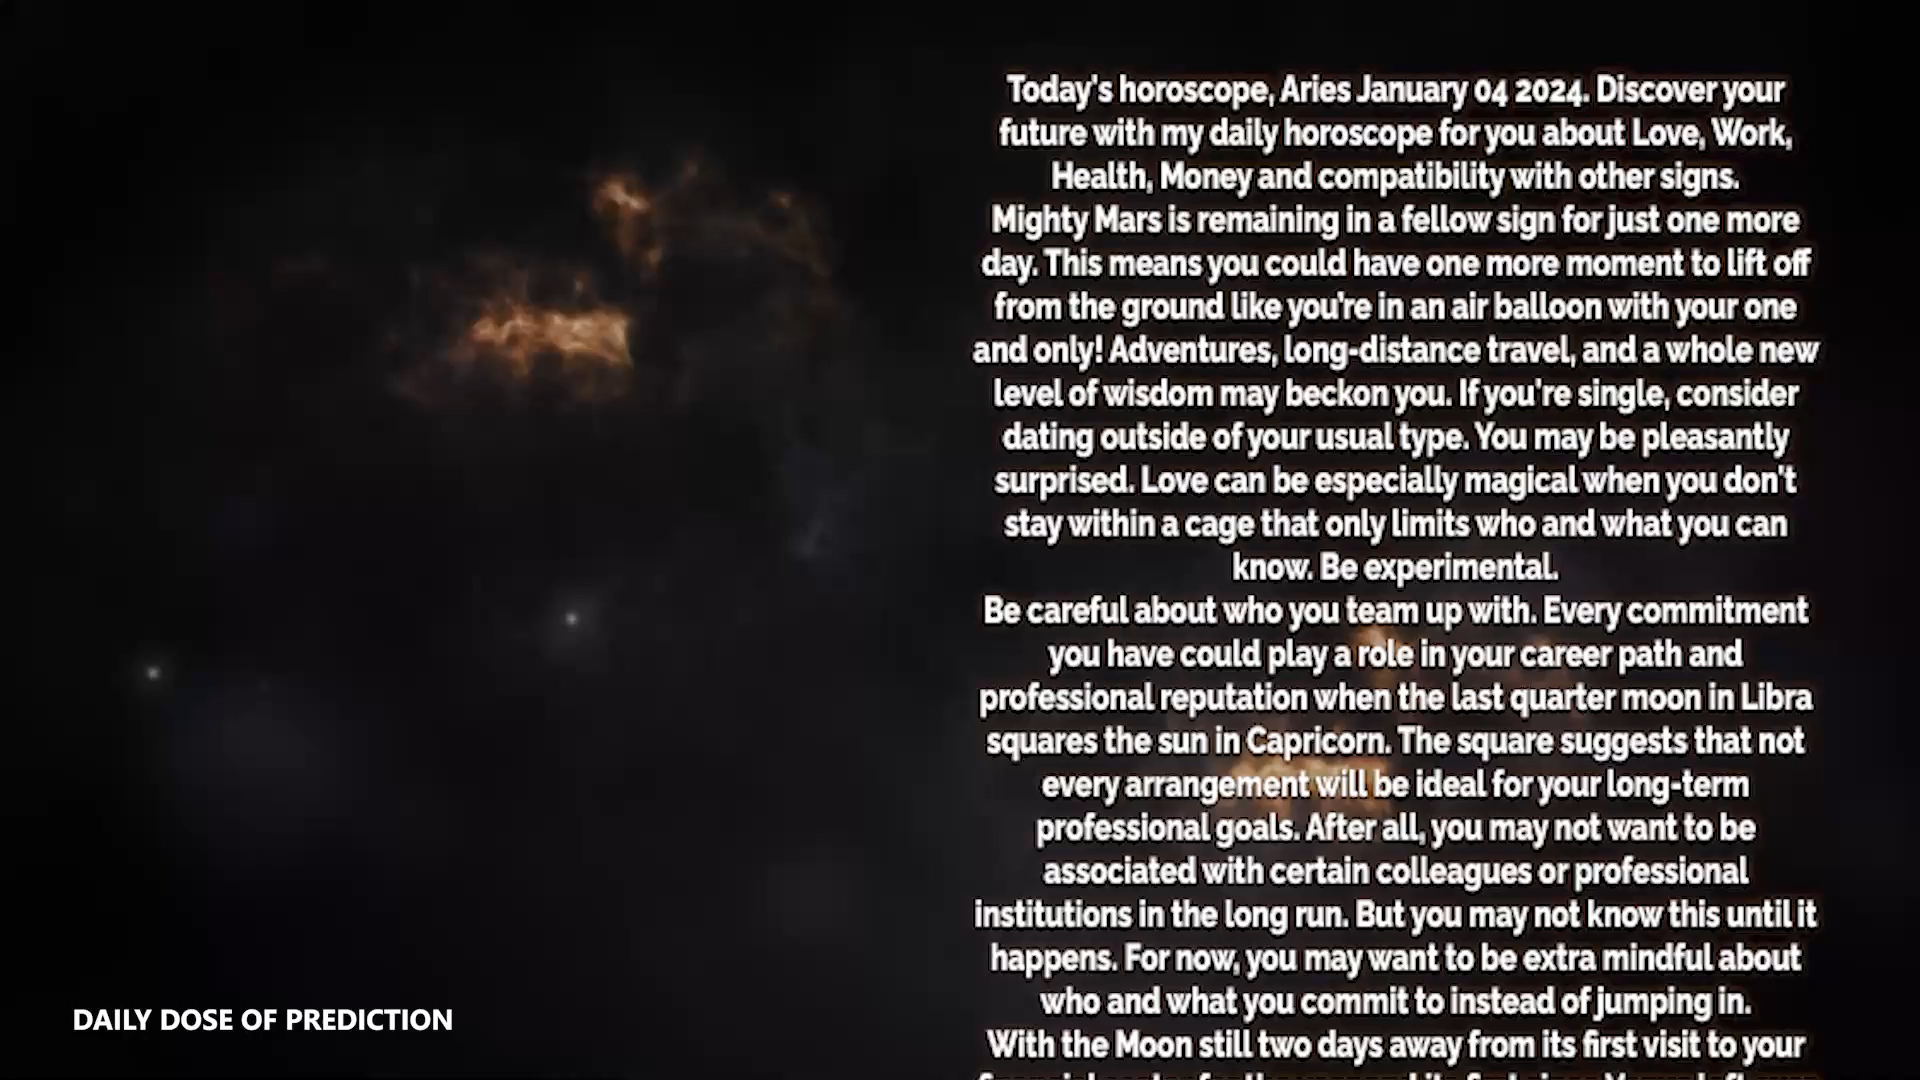 Today's horoscope, Aries January 04 2024. Discover your
future with my daily horoscope for you about Love, Work,
Health, Money and compatibility with other signs.
Mighty Mars is remaining in a fellow sign for just one more
day. This means you could have one more moment to lift off
from the ground like you're in an air balloon with your one
and only! Adventures, long-distance travel, and a whole new
level of wisdom may beckon you. If you're single, consider
dating outside of your usual type. You may be pleasantly
surprised. Love can be especially magical when you don't
stay within a cage that only limits who and what you can
know. Be experimental.
Be careful about who you team up with. Every commitment
you have could play a role in your career path and
professional reputation when the last quarter moon in Libra
squares the sun in Capricorn. The square suggests that not
every arrangement will be ideal for your long-term
professional goals. After all, you may not want to be
associated with certain colleagues or professional
institutions in the long run. But you may not know this until it
happens. For now, you may want to be extra mindful about
who and what you commit to instead of jumping in.
With the Moon still two days away from its first visit to your
DAILY DOSE OF PREDICTION